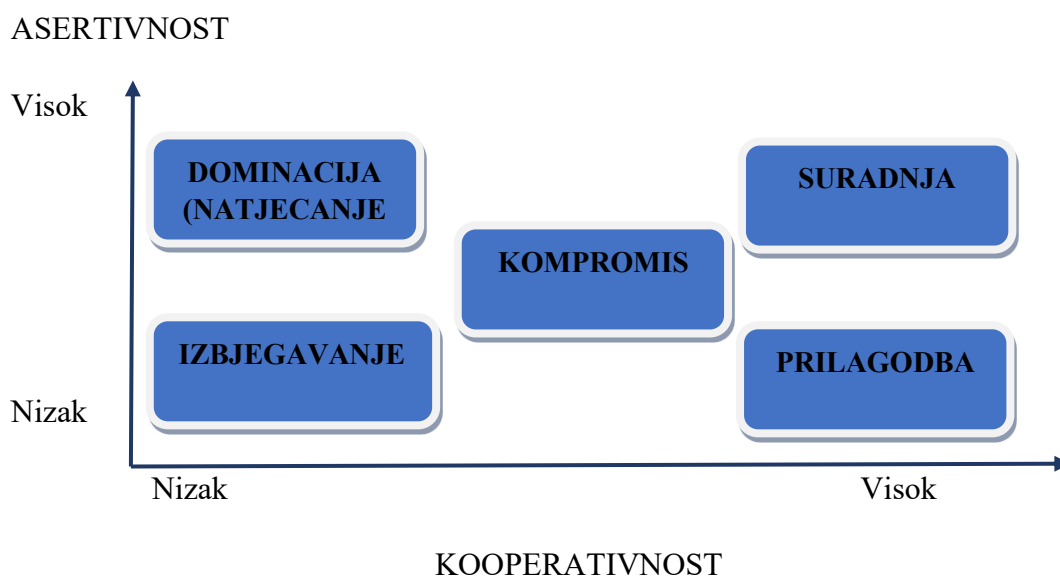 ASERTIVNOST
Visok
DOMINACIJA
(NATJECANJE
SURADNJA
KOMPROMIS
IZBJEGAVANJE
PRILAGODBA
Nizak
Nizak
Visok
KOOPERATIVNOST